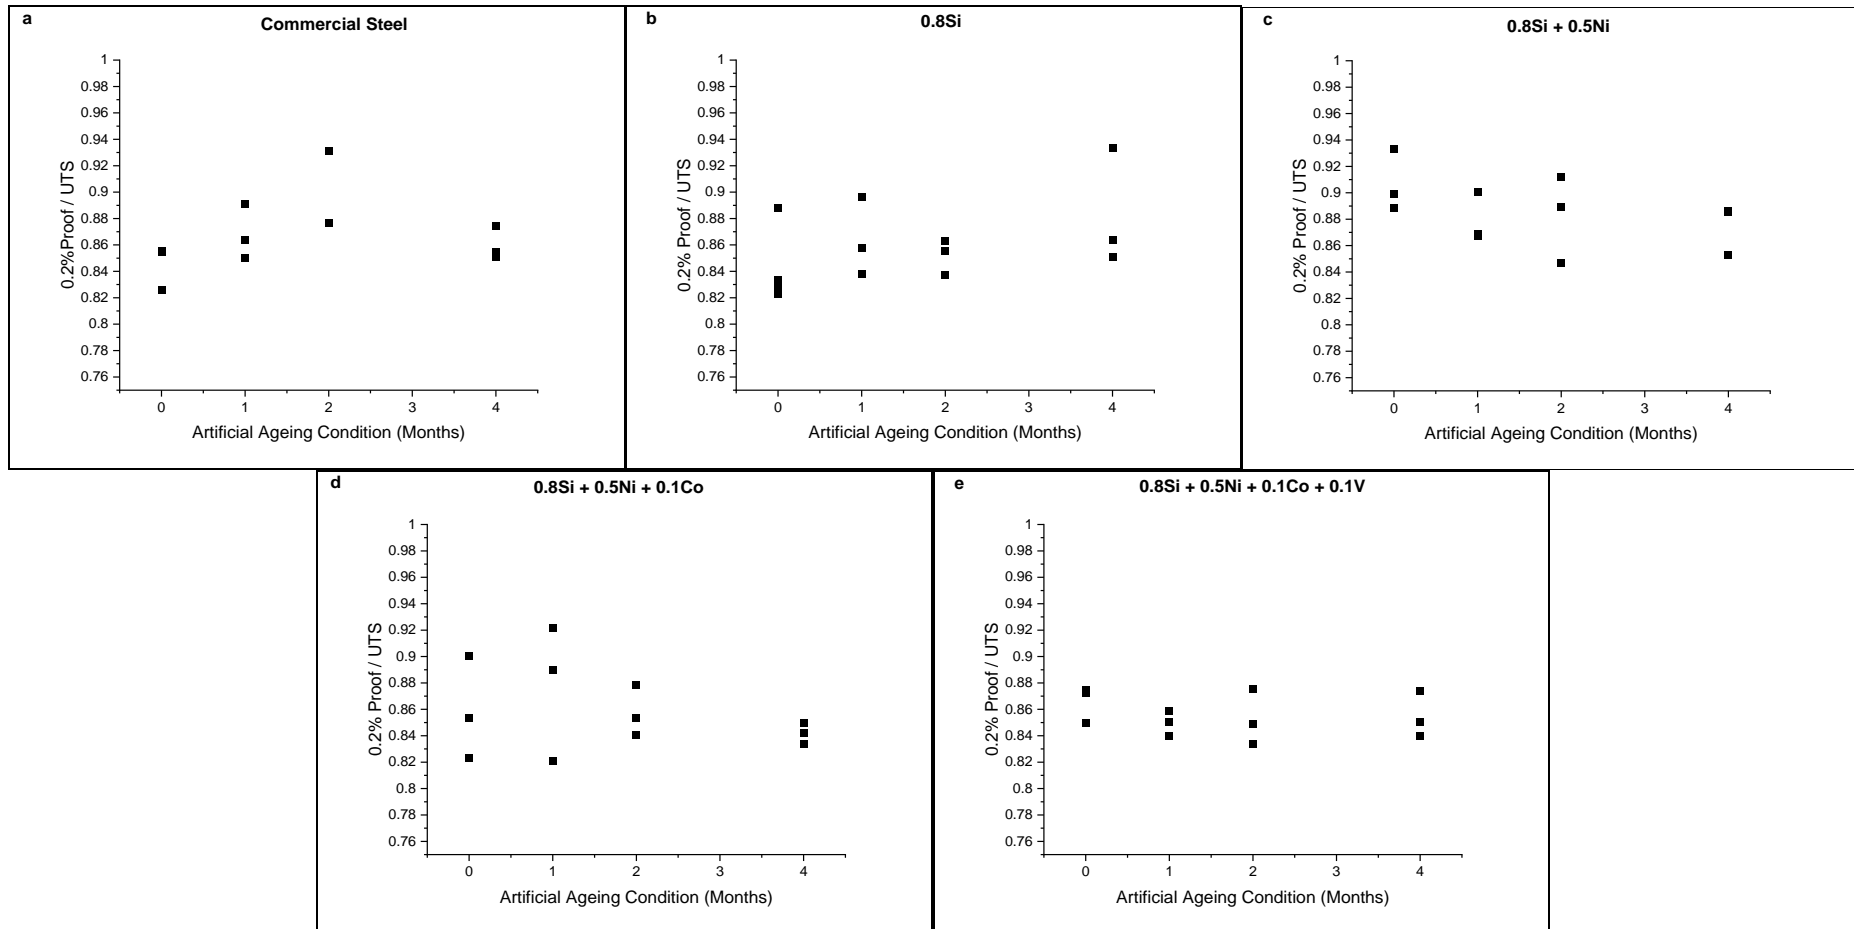 a
Commercial Steel
1
0.98
0.96
0.94
0.92
0.9
0.88
0.86
0.84
0.82
0.8
0.78
0.76
0.2%Proof / UTS
0 1 2 3 4
Artificial Ageing Condition (Months)
b
0.8Si
1
0.98
0.96
0.94
0.92
0.9
0.88
0.86
0.84
0.82
0.8
0.78
0.76
0.2% Proof / UTS
0 1 2 3 4
Artificial Ageing Condition (Months)
c
0.8Si + 0.5Ni
1
0.98
0.96
0.94
0.92
0.9
0.88
0.86
0.84
0.82
0.8
0.78
0.76
0.2% Proof / UTS
0 1 2 3 4
Artificial Ageing Condition (Months)
d
0.8Si + 0.5Ni + 0.1Co
1
0.98
0.96
0.94
0.92
0.9
0.88
0.86
0.84
0.82
0.8
0.78
0.76
0.2% Proof / UTS
0 1 2 3 4
Artificial Ageing Condition (Months)
e
0.8Si + 0.5Ni + 0.1Co + 0.1V
1
0.98
0.96
0.94
0.92
0.9
0.88
0.86
0.84
0.82
0.8
0.78
0.76
0.2% Proof / UTS
0 1 2 3 4
Artificial Ageing Condition (Months)